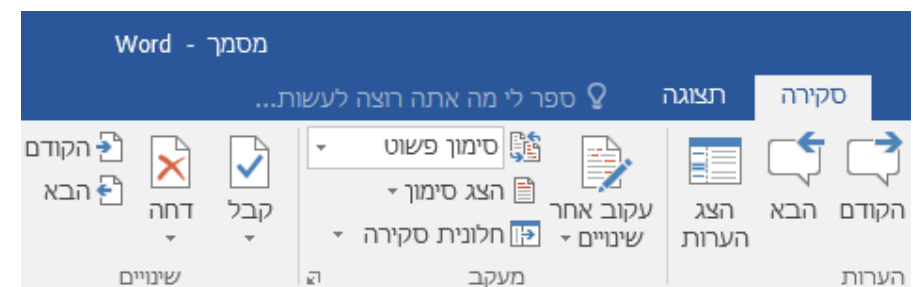 מסמך - Word
סקירה
תצוגה
ספר לי מה אתה רוצה לעשות...
הקודם
הבא
הצג
הערות
הערות
עקוב אחר
שינויים
סימון פשוט
הצג סימון
חלונית סקירה
מעקב
קבל
דחה
הקודם
הבא
שינויים